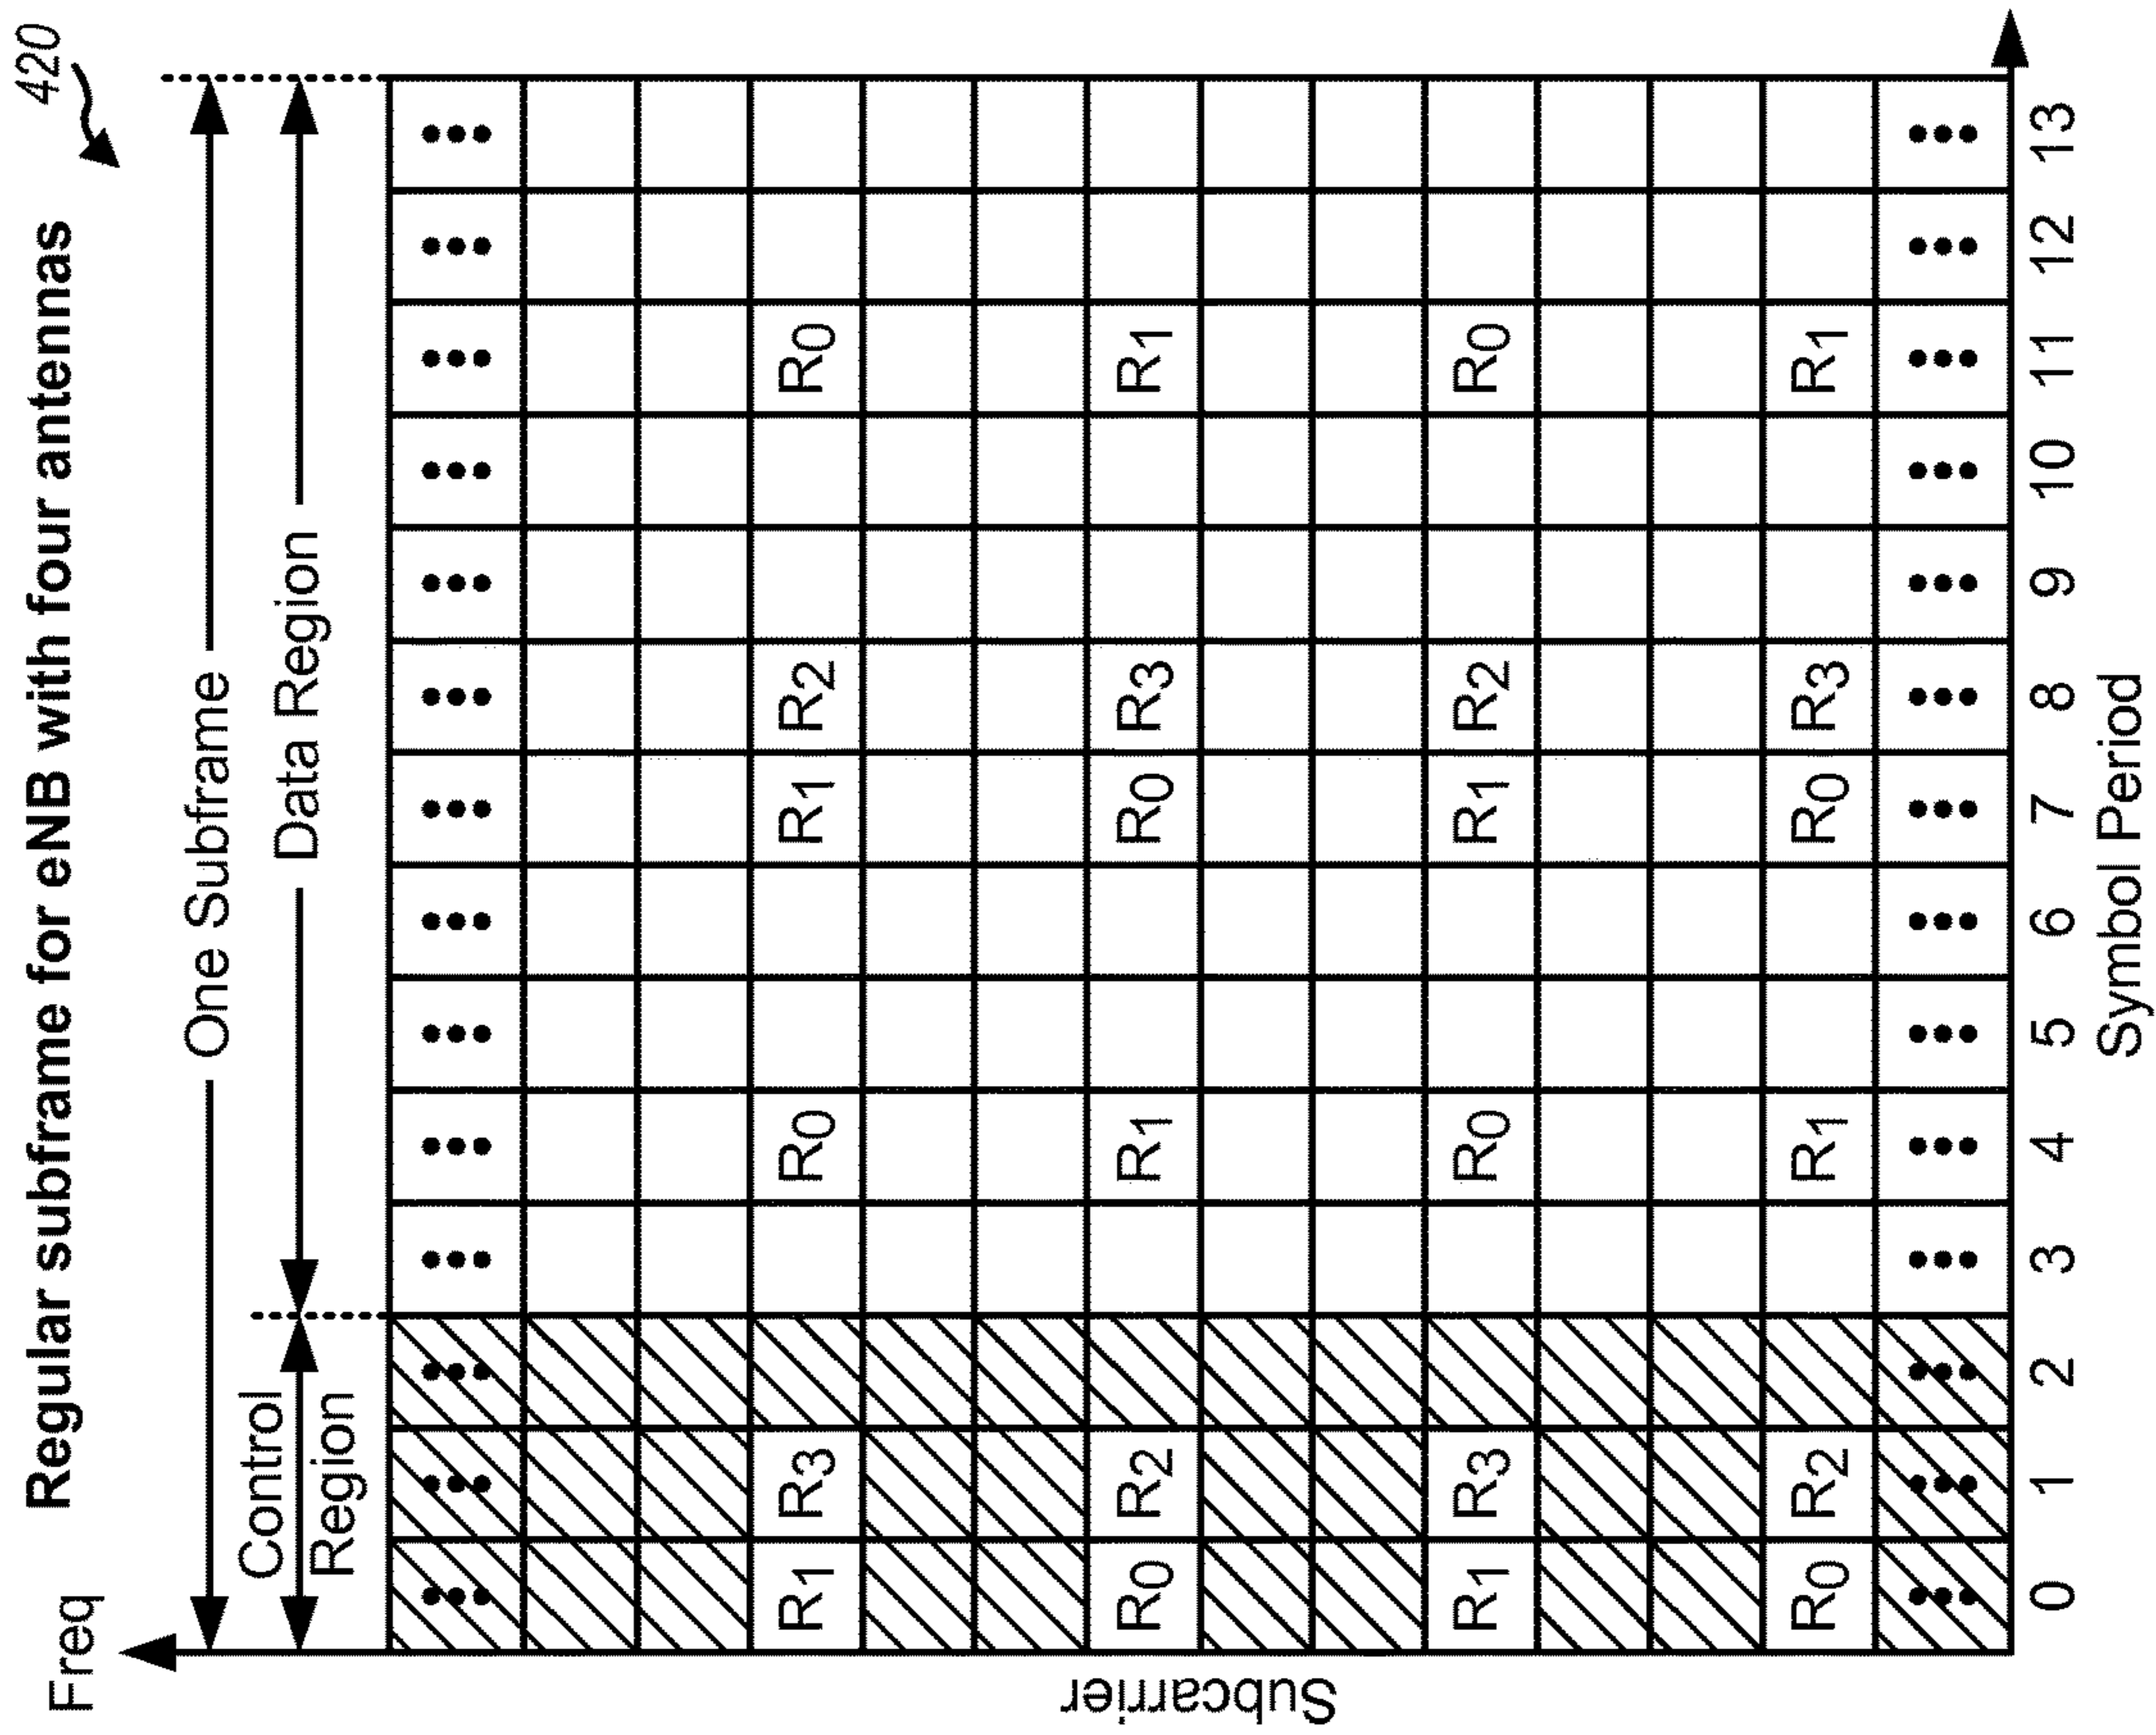 Regular subframe for eNB with four antennas
420
Freq
One Subframe
Control Region
Data Region
Subcarrier
••• ••• ••• ••• ••• ••• ••• ••• ••• ••• ••• ••• ••• •••
R1 R3 R0 R1 R2 R0
R0 R2 R1 R0 R3 R1
R1 R3 R0 R1 R2 R0
R0 R2 R1 R0 R3 R1
••• ••• ••• ••• ••• ••• ••• ••• ••• ••• ••• ••• ••• •••
0 1 2 3 4 5 6 7 8 9 10 11 12 13
Symbol Period